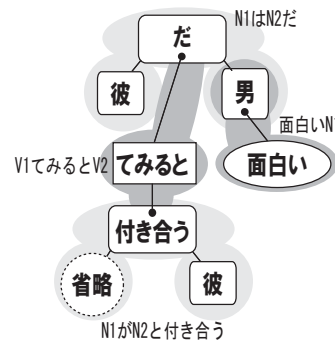 N1はN2だ
だ
彼
男
面白いN
V1てみるとV2
てみると
面白い
付き合う
省略
彼
N1がN2と付き合う